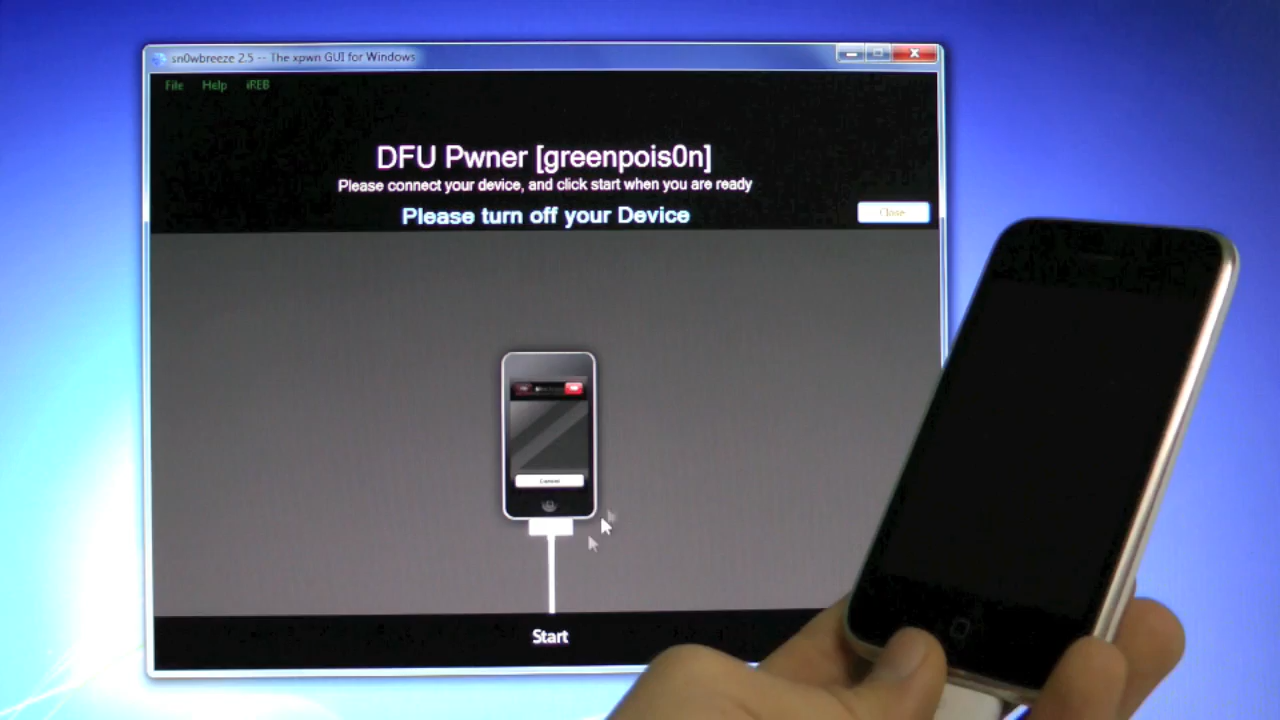 sn0wbreeze 2.5 -- The xpwn GUI for Windows
File Help iREB
DFU Pwner [greenpois0n]
Please connect your device, and click start when you are ready
Please turn off your Device
Close
Cancel
Start